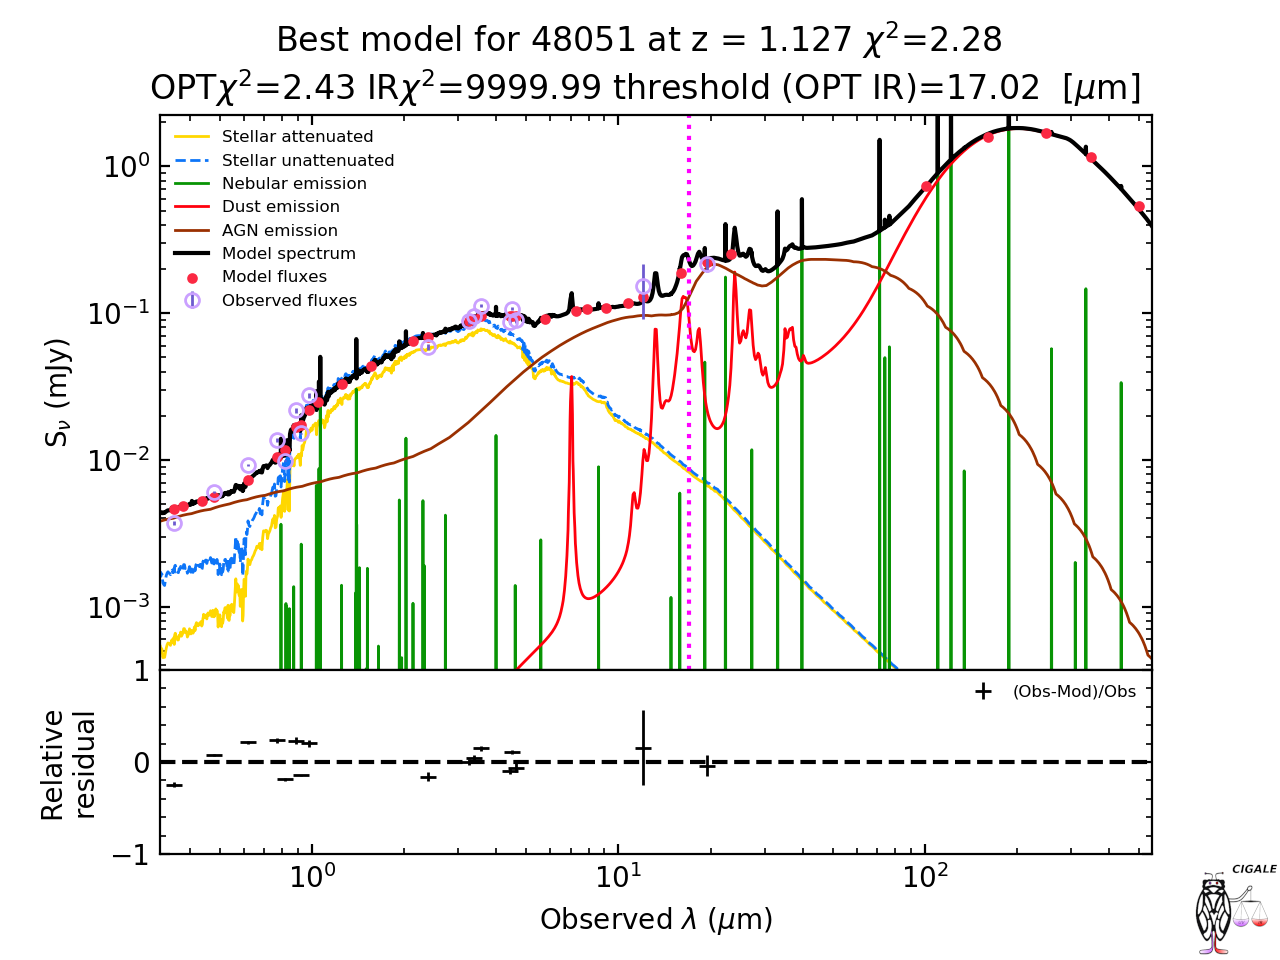 Best model for 48051 at z = 1.127 χ²=2.28
OPTχ²=2.43 IRχ²=9999.99 threshold (OPT IR)=17.02 [μm]
Stellar attenuated
Stellar unattenuated
Nebular emission
Dust emission
AGN emission
Model spectrum
Model fluxes
Observed fluxes
10⁰
10⁻¹
10⁻²
10⁻³
S_ν (mJy)
1
0
−1
Relative
residual
(Obs-Mod)/Obs
10⁰ 10¹ 10²
Observed λ (μm)
CIGALE